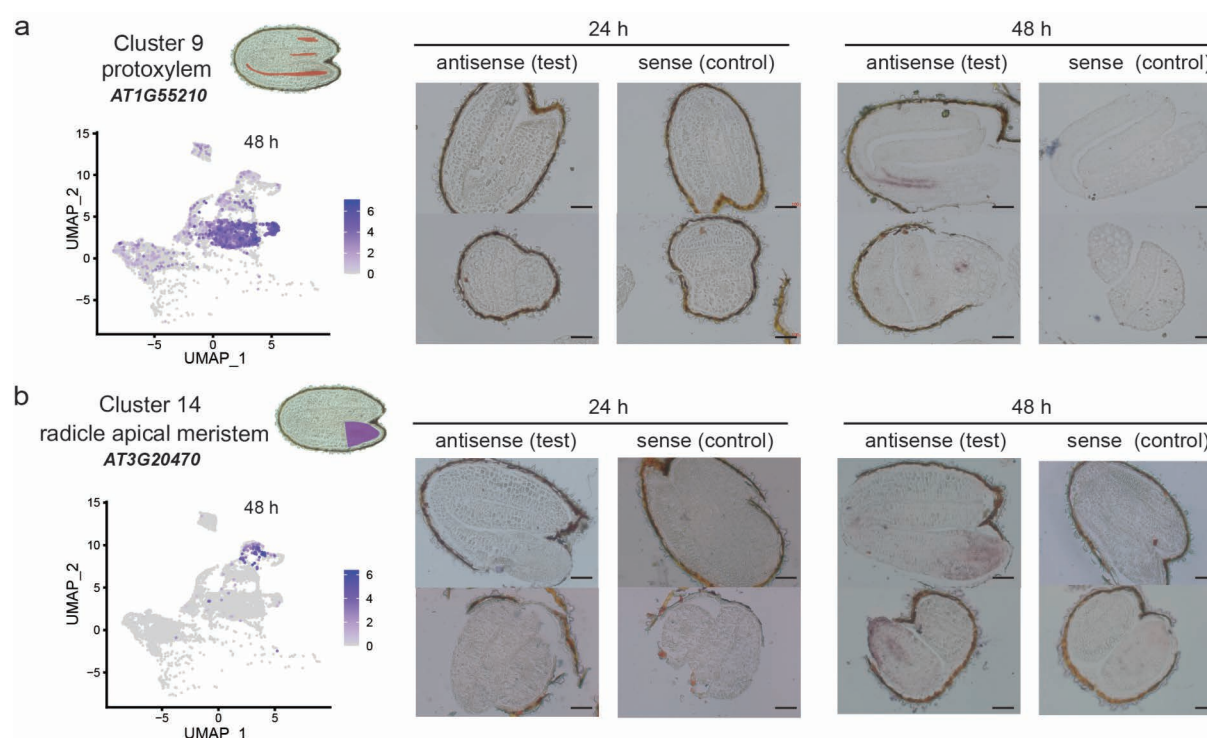 a
Cluster 9
protoxylem
AT1G55210
48 h
15
10
5
0
−5
UMAP_2
−5
0
5
UMAP_1
6
4
2
0
24 h
antisense (test)
sense (control)
48 h
antisense (test)
sense (control)
b
Cluster 14
radicle apical meristem
AT3G20470
48 h
15
10
5
0
−5
UMAP_2
−5
0
5
UMAP_1
6
4
2
0
24 h
antisense (test)
sense (control)
48 h
antisense (test)
sense (control)